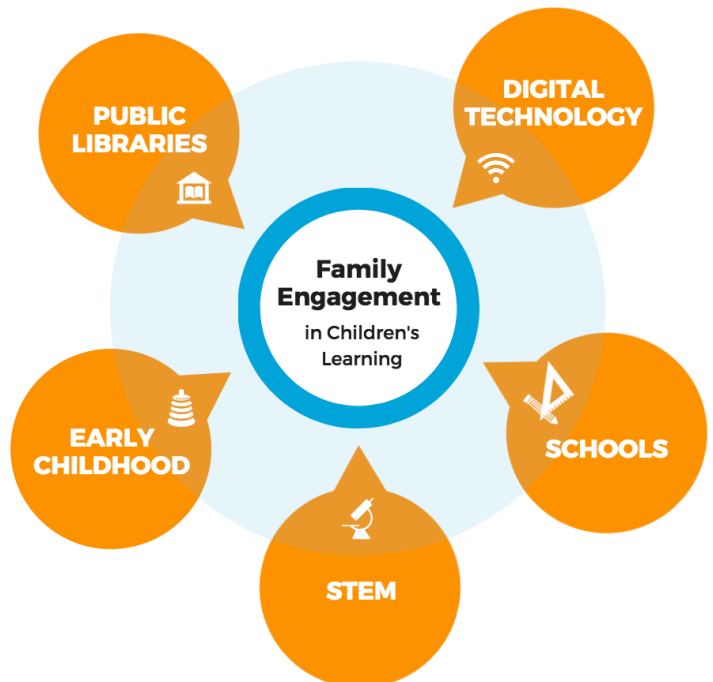 PUBLIC
LIBRARIES
DIGITAL
TECHNOLOGY
Family
Engagement
in Children's
Learning
EARLY
CHILDHOOD
SCHOOLS
STEM